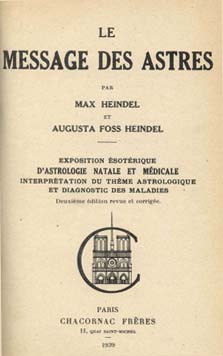 LE
MESSAGE DES ASTRES
PAR
MAX HEINDEL
ET
AUGUSTA FOSS HEINDEL
EXPOSITION ÉSOTÉRIQUE
D'ASTROLOGIE NATALE ET MÉDICALE
INTERPRÉTATION DU THÈME ASTROLOGIQUE
ET DIAGNOSTIC DES MALADIES
Deuxième édition revue et corrigée.
PARIS
CHACORNAC FRÈRES
11, QUAI SAINT-MICHEL
1939